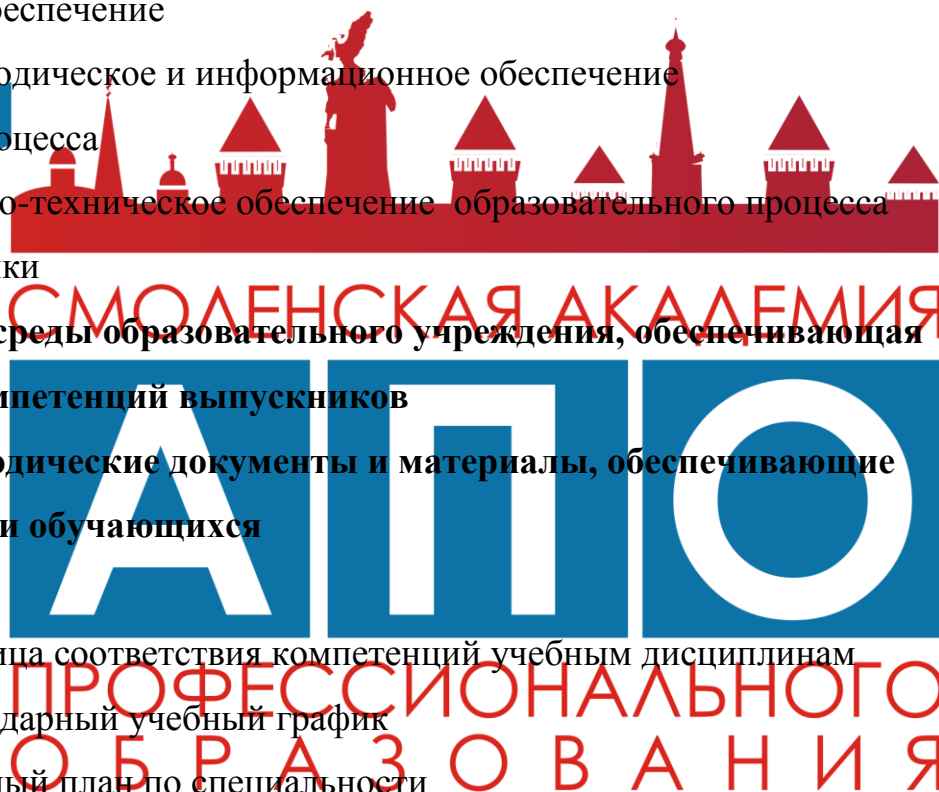 еспечение
одическое и информационное обеспечение
оцесса
о-техническое обеспечение образовательного процесса
ики
СМОЛЕНСКАЯ АКАДЕМИЯ
среды образовательного учреждения, обеспечивающая
мпетенций выпускников
одические документы и материалы, обеспечивающие
и обучающихся
АПО
ица соответствия компетенций учебным дисциплинам
ПРОФЕССИОНАЛЬНОГО
дарный учебный график
ОБРАЗОВАНИЯ
ный план по специальности